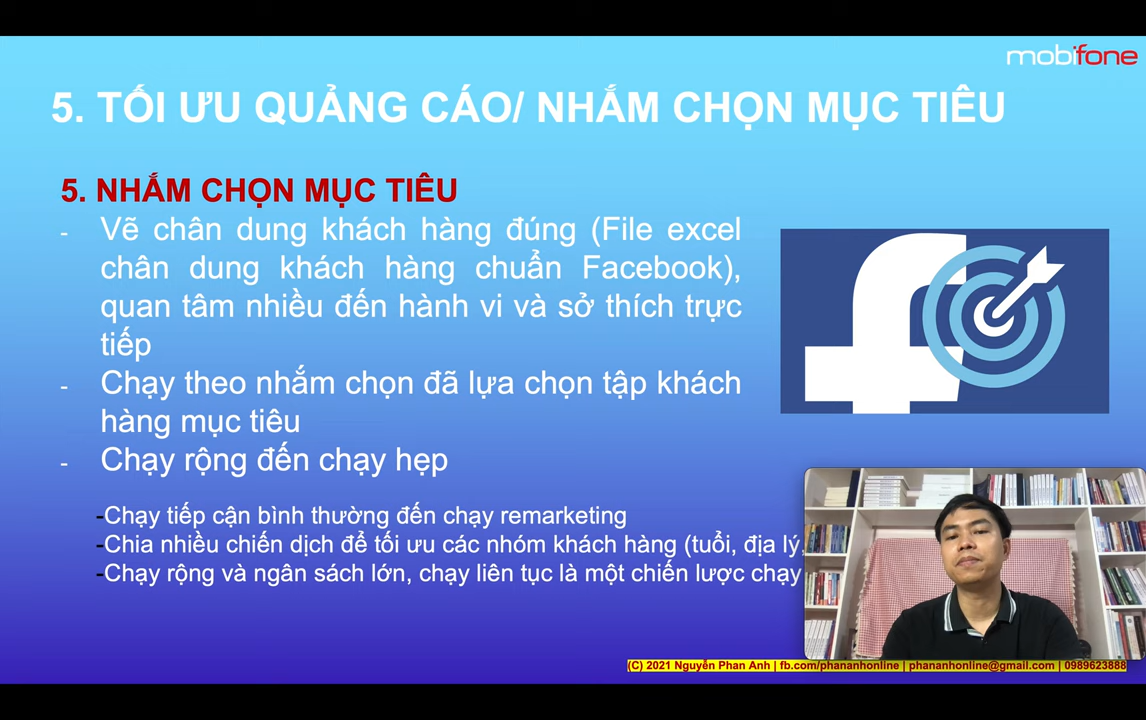 mobifone
5. TỐI ƯU QUẢNG CÁO/ NHẮM CHỌN MỤC TIÊU
5. NHẮM CHỌN MỤC TIÊU
- Vẽ chân dung khách hàng đúng (File excel
chân dung khách hàng chuẩn Facebook),
quan tâm nhiều đến hành vi và sở thích trực
tiếp
- Chạy theo nhắm chọn đã lựa chọn tập khách
hàng mục tiêu
- Chạy rộng đến chạy hẹp
-Chạy tiếp cận bình thường đến chạy remarketing
-Chia nhiều chiến dịch để tối ưu các nhóm khách hàng (tuổi, địa lý,
-Chạy rộng và ngân sách lớn, chạy liên tục là một chiến lược chạy
(C) 2021 Nguyễn Phan Anh | fb.com/phananhonline | phananhonline@gmail.com | 0989623888